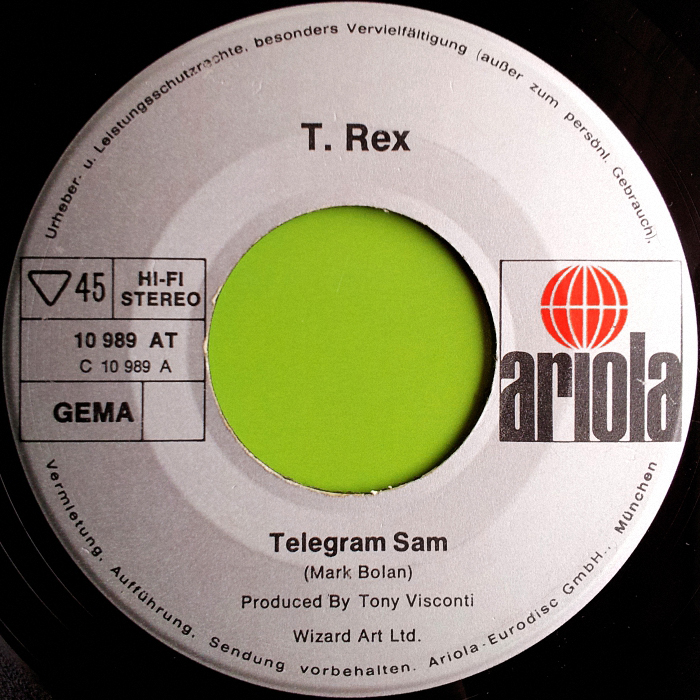 Urheber- u. Leistungsschutzrechte, besonders Vervielfältigung (außer zum persönl. Gebrauch),
T. Rex
45
HI-FI
STEREO
10 989 AT
C 10 989 A
GEMA
ariola
Telegram Sam
(Mark Bolan)
Produced By Tony Visconti
Wizard Art Ltd.
Vermietung, Aufführung, Sendung vorbehalten. Ariola-Eurodisc GmbH., München